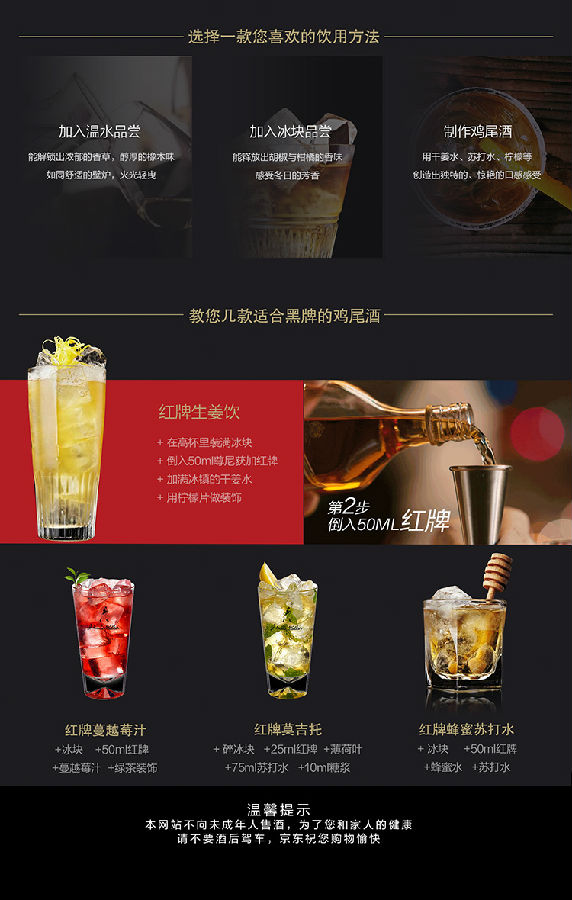 选择一款您喜欢的饮用方法
加入温水品尝
能解锁出浓郁的香草，醇厚的橡木味
如同舒适的壁炉，火光轻曳
加入冰块品尝
能释放出胡椒与柑橘的香味
感受冬日的芳香
制作鸡尾酒
用干姜水、苏打水、柠檬等
创造出独特的、惊艳的口感感受
教您几款适合黑牌的鸡尾酒
红牌生姜饮
+ 在高杯里装满冰块
+ 倒入50ml尊尼获加红牌
+ 加满冰镇的干姜水
+ 用柠檬片做装饰
第2步
倒入50ML红牌
红牌蔓越莓汁
+冰块 +50ml红牌
+蔓越莓汁 +绿茶装饰
红牌莫吉托
+ 碎冰块 +25ml红牌 +薄荷叶
+75ml苏打水 +10ml糖浆
红牌蜂蜜苏打水
+ 冰块 +50ml红牌
+蜂蜜水 +苏打水
温馨提示
本网站不向未成年人售酒，为了您和家人的健康
请不要酒后驾车，京东祝您购物愉快